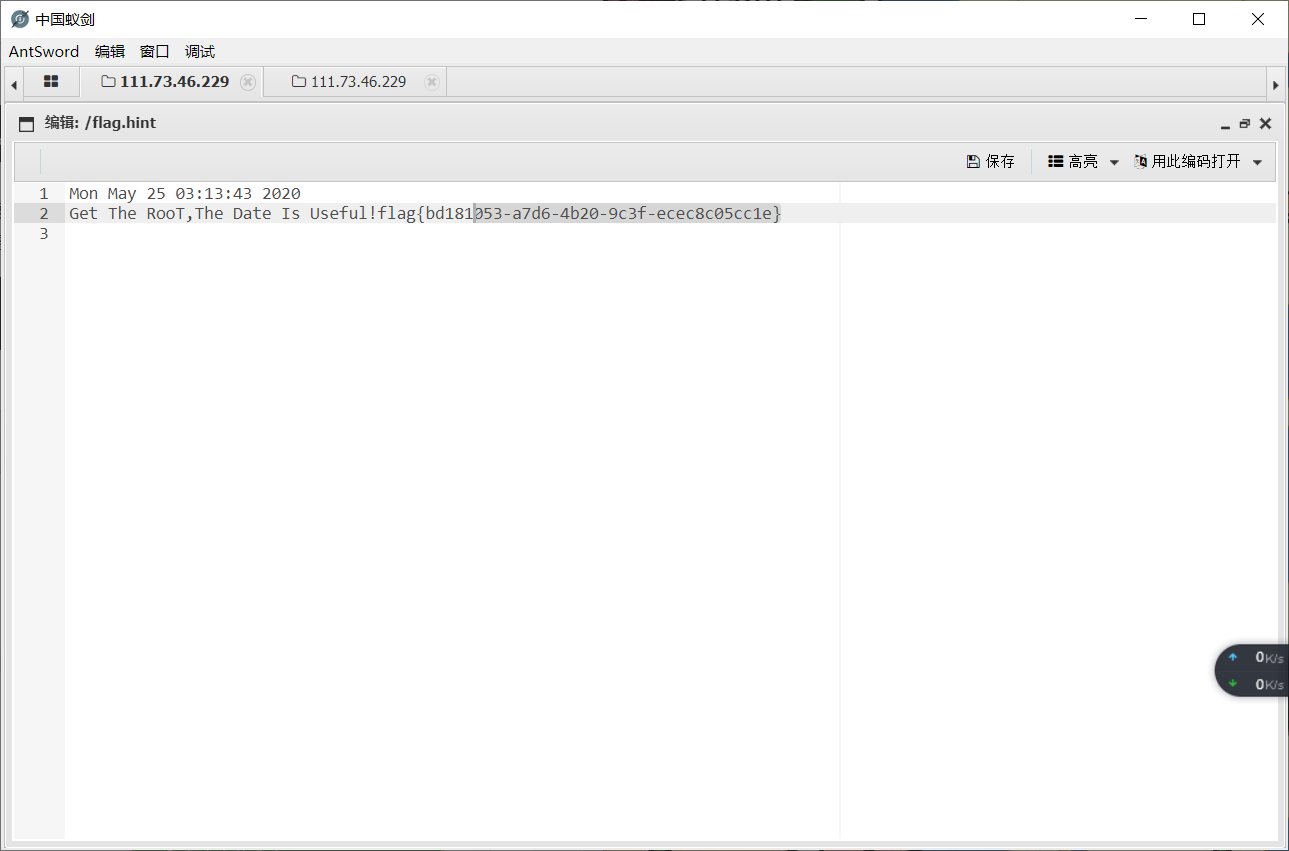 中国蚁剑
AntSword 编辑 窗口 调试
111.73.46.229 111.73.46.229
编辑: /flag.hint
保存 高亮 用此编码打开
1 Mon May 25 03:13:43 2020
2 Get The RooT,The Date Is Useful!flag{bd181053-a7d6-4b20-9c3f-ecec8c05cc1e}
3
0K/s
0K/s